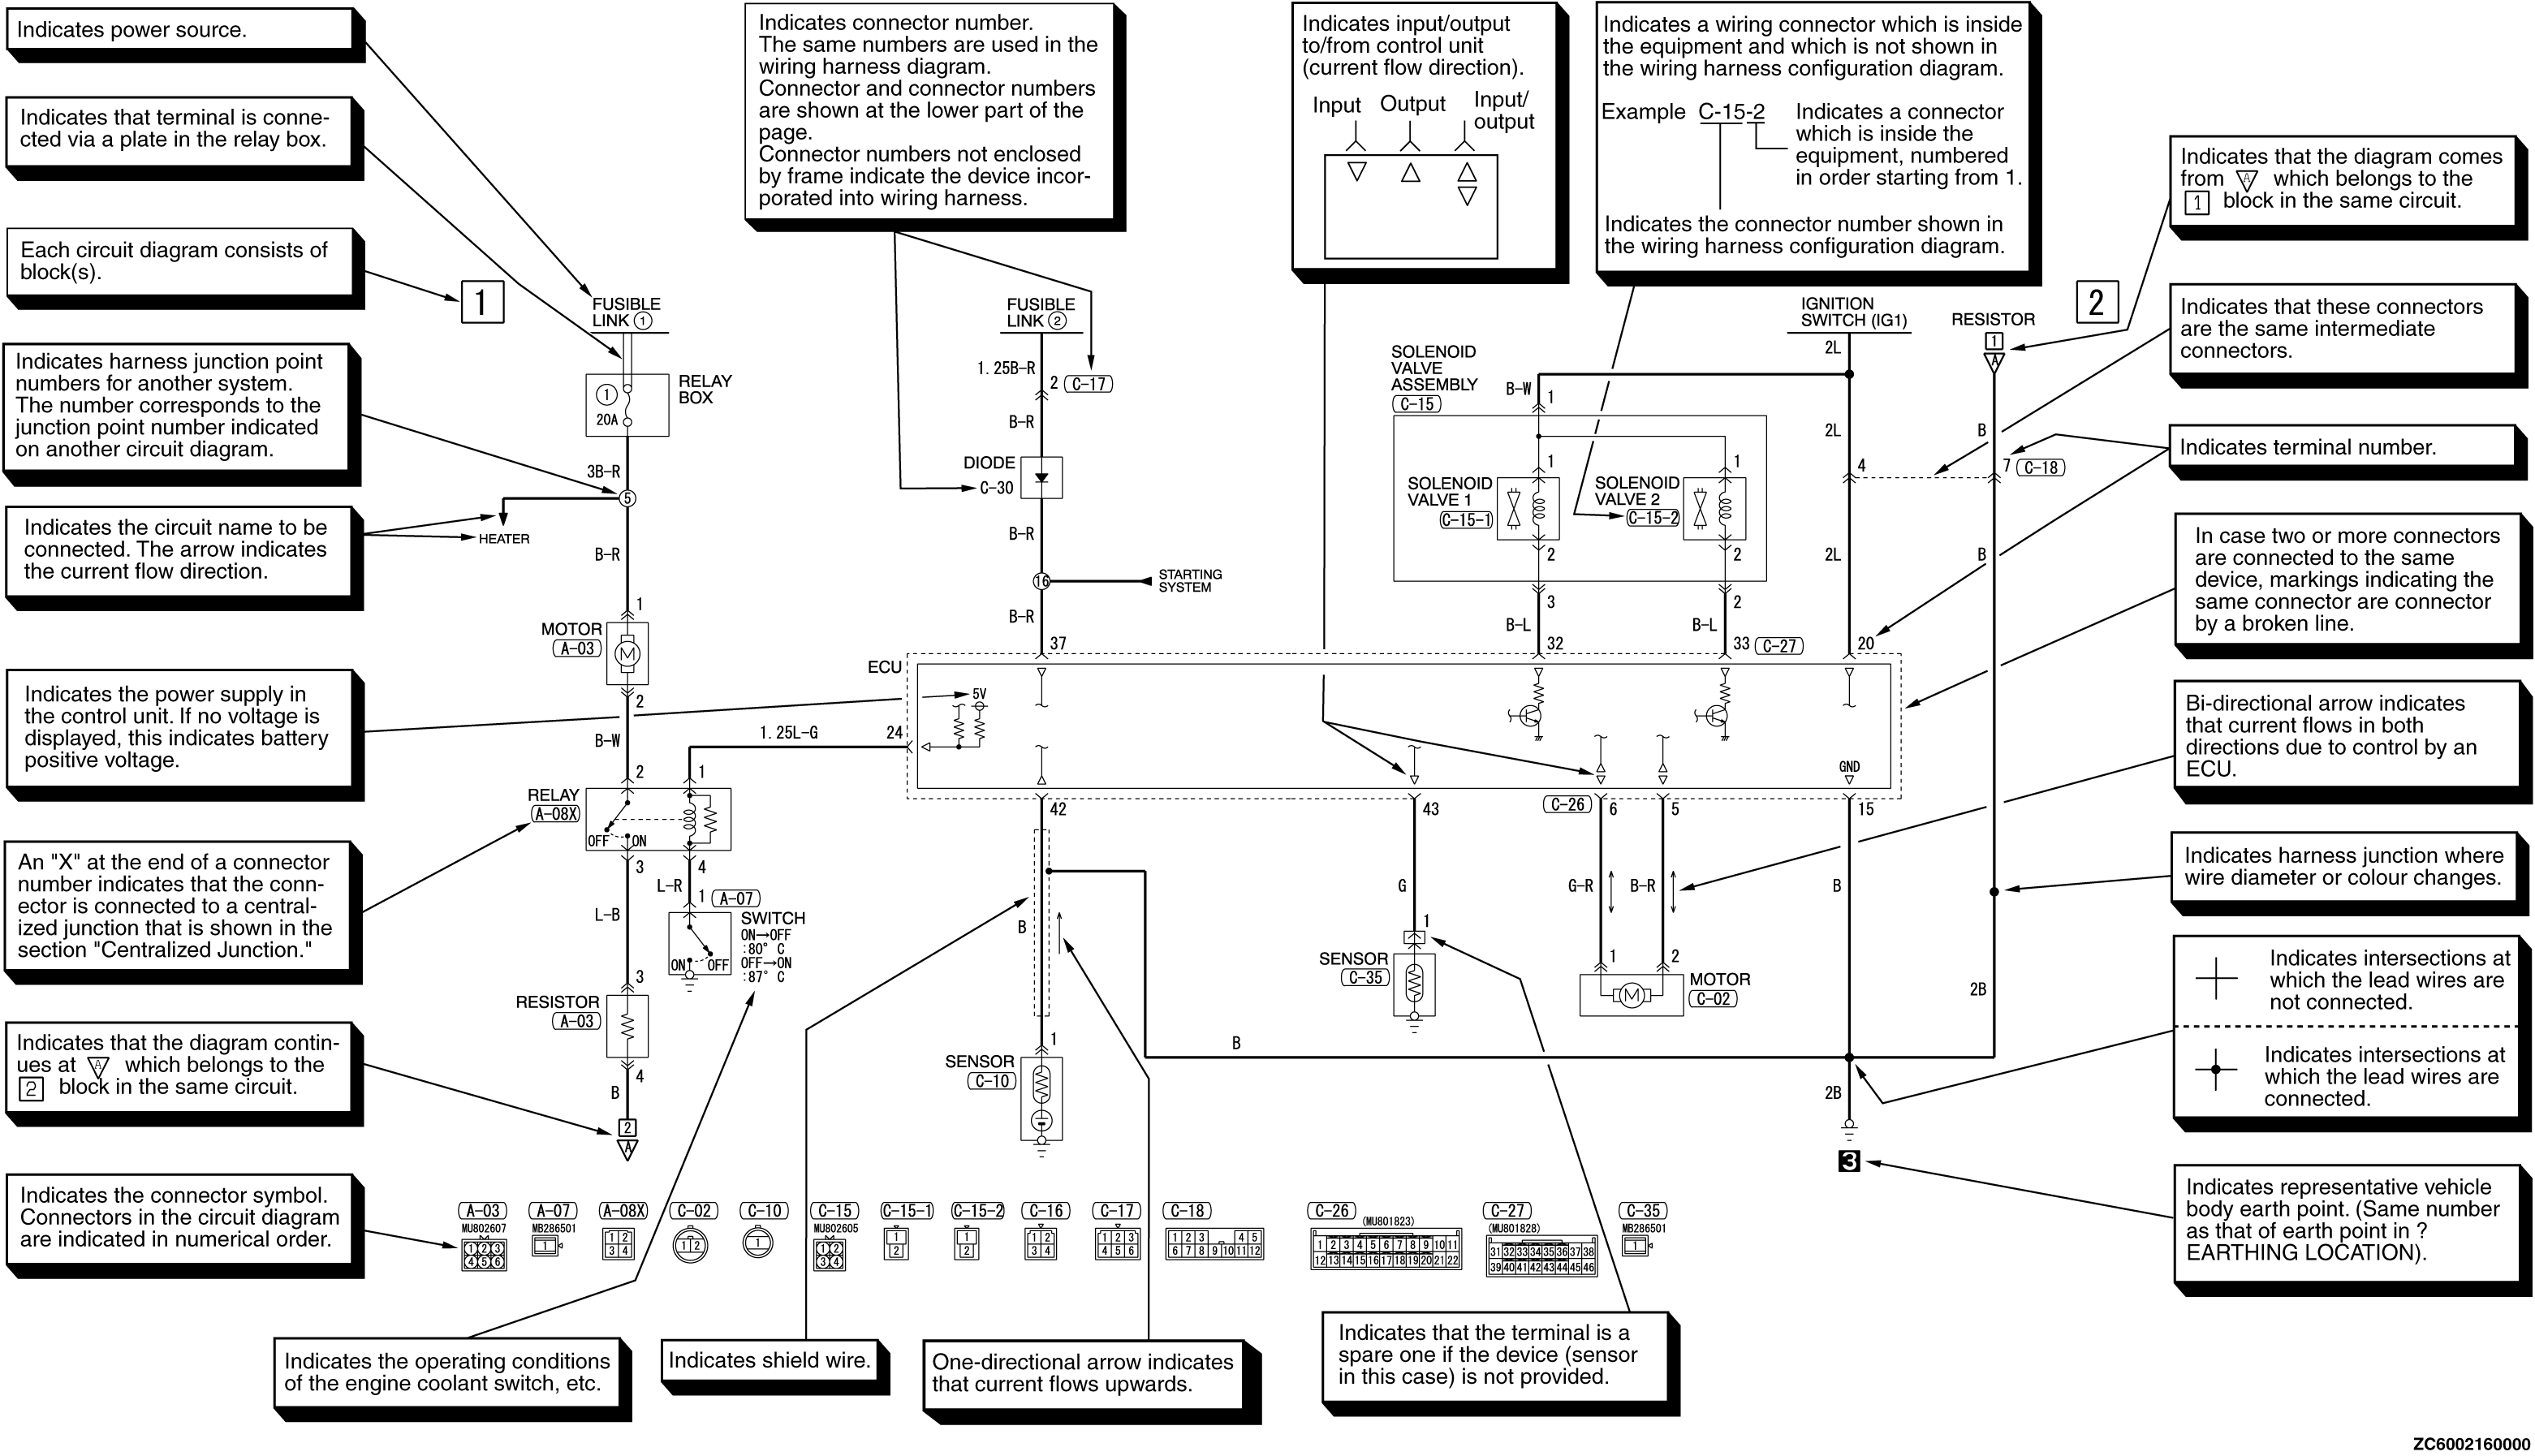 Indicates power source.
Indicates that terminal is conne-
cted via a plate in the relay box.
Each circuit diagram consists of
block(s).
Indicates harness junction point
numbers for another system.
The number corresponds to the
junction point number indicated
on another circuit diagram.
Indicates the circuit name to be
connected. The arrow indicates
the current flow direction.
Indicates the power supply in
the control unit. If no voltage is
displayed, this indicates battery
positive voltage.
An "X" at the end of a connector
number indicates that the conn-
ector is connected to a central-
ized junction that is shown in the
section "Centralized Junction."
Indicates that the diagram contin-
ues at A which belongs to the
2 block in the same circuit.
Indicates the connector symbol.
Connectors in the circuit diagram
are indicated in numerical order.
Indicates connector number.
The same numbers are used in the
wiring harness diagram.
Connector and connector numbers
are shown at the lower part of the
page.
Connector numbers not enclosed
by frame indicate the device incor-
porated into wiring harness.
Indicates input/output
to/from control unit
(current flow direction).
Input Output Input/
output
Indicates a wiring connector which is inside
the equipment and which is not shown in
the wiring harness configuration diagram.
Example C-15-2
Indicates a connector
which is inside the
equipment, numbered
in order starting from 1.
Indicates the connector number shown in
the wiring harness configuration diagram.
Indicates that the diagram comes
from A which belongs to the
1 block in the same circuit.
Indicates that these connectors
are the same intermediate
connectors.
Indicates terminal number.
In case two or more connectors
are connected to the same
device, markings indicating the
same connector are connector
by a broken line.
Bi-directional arrow indicates
that current flows in both
directions due to control by an
ECU.
Indicates harness junction where
wire diameter or colour changes.
Indicates intersections at
which the lead wires are
not connected.
Indicates intersections at
which the lead wires are
connected.
Indicates representative vehicle
body earth point. (Same number
as that of earth point in ?
EARTHING LOCATION).
1
FUSIBLE
LINK 1
1
20A
RELAY
BOX
3B-R
5
HEATER
B-R
1
MOTOR
A-03
M
2
B-W
2
1
RELAY
A-08X
OFF ON
3
4
L-R
1 A-07
L-B
SWITCH
ON→OFF
:80° C
OFF→ON
:87° C
ON OFF
3
RESISTOR
A-03
4
B
2
A
FUSIBLE
LINK 2
1.25B-R
2 C-17
B-R
DIODE
C-30
B-R
16
STARTING
SYSTEM
B-R
37
ECU
5V
1.25L-G
24
42
B
1
SENSOR
C-10
B
SOLENOID
VALVE
ASSEMBLY
C-15
B-W
1
1
1
SOLENOID
VALVE 1
C-15-1
SOLENOID
VALVE 2
C-15-2
2
2
3
2
B-L
B-L
32
33 C-27
20
IGNITION
SWITCH (IG1)
2L
2L
4
2L
RESISTOR
1
A
2
B
7 C-18
B
GND
43
C-26
6
5
15
G
G-R
B-R
B
1
SENSOR
C-35
1
2
M
MOTOR
C-02
2B
2B
3
A-03
MU802607
1 2 3
4 5 6
A-07
MB286501
1
A-08X
1 2
3 4
C-02
1 2
C-10
1
C-15
MU802605
1 2
3 4
C-15-1
1
2
C-15-2
1
2
C-16
1 2
3 4
C-17
1 2 3
4 5 6
C-18
1 2 3 4 5
6 7 8 9 10 11 12
C-26
(MU801823)
1 2 3 4 5 6 7 8 9 10 11
12 13 14 15 16 17 18 19 20 21 22
C-27
(MU801828)
31 32 33 34 35 36 37 38
39 40 41 42 43 44 45 46
C-35
MB286501
1
Indicates the operating conditions
of the engine coolant switch, etc.
Indicates shield wire.
One-directional arrow indicates
that current flows upwards.
Indicates that the terminal is a
spare one if the device (sensor
in this case) is not provided.
ZC6002160000